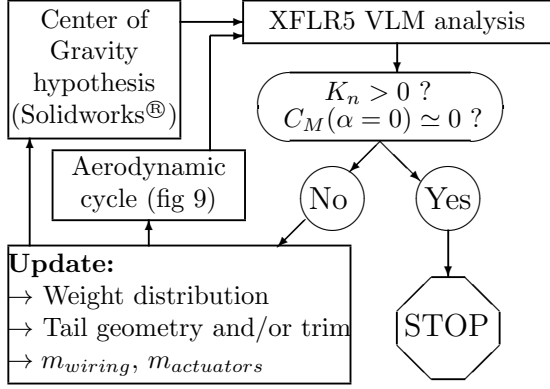 Center of
Gravity
hypothesis
(Solidworks®)
XFLR5 VLM analysis
Kₙ > 0 ?
C_M(α = 0) ≃ 0 ?
Aerodynamic
cycle (fig 9)
No
Yes
Update:
→ Weight distribution
→ Tail geometry and/or trim
→ m_wiring, m_actuators
STOP